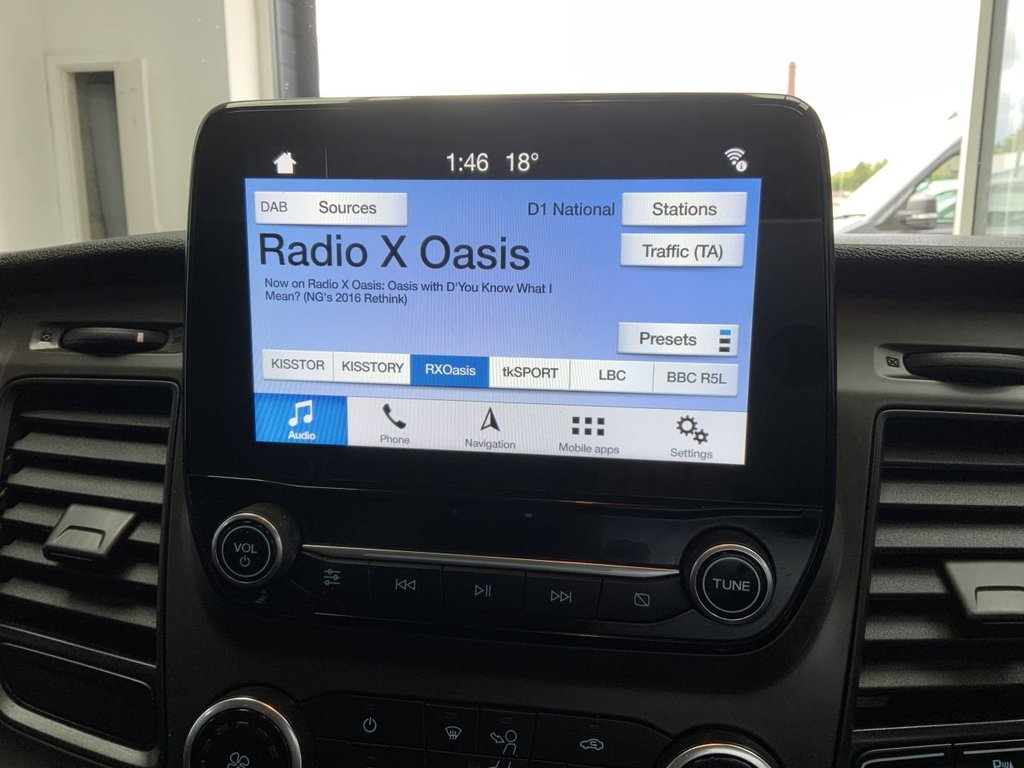 1:46 18°
DAB Sources D1 National Stations
Radio X Oasis
Traffic (TA)
Now on Radio X Oasis: Oasis with D'You Know What I
Mean? (NG's 2016 Rethink)
Presets
KISSTOR KISSTORY RXOasis tkSPORT LBC BBC R5L
Audio Phone Navigation Mobile apps Settings
VOL
TUNE